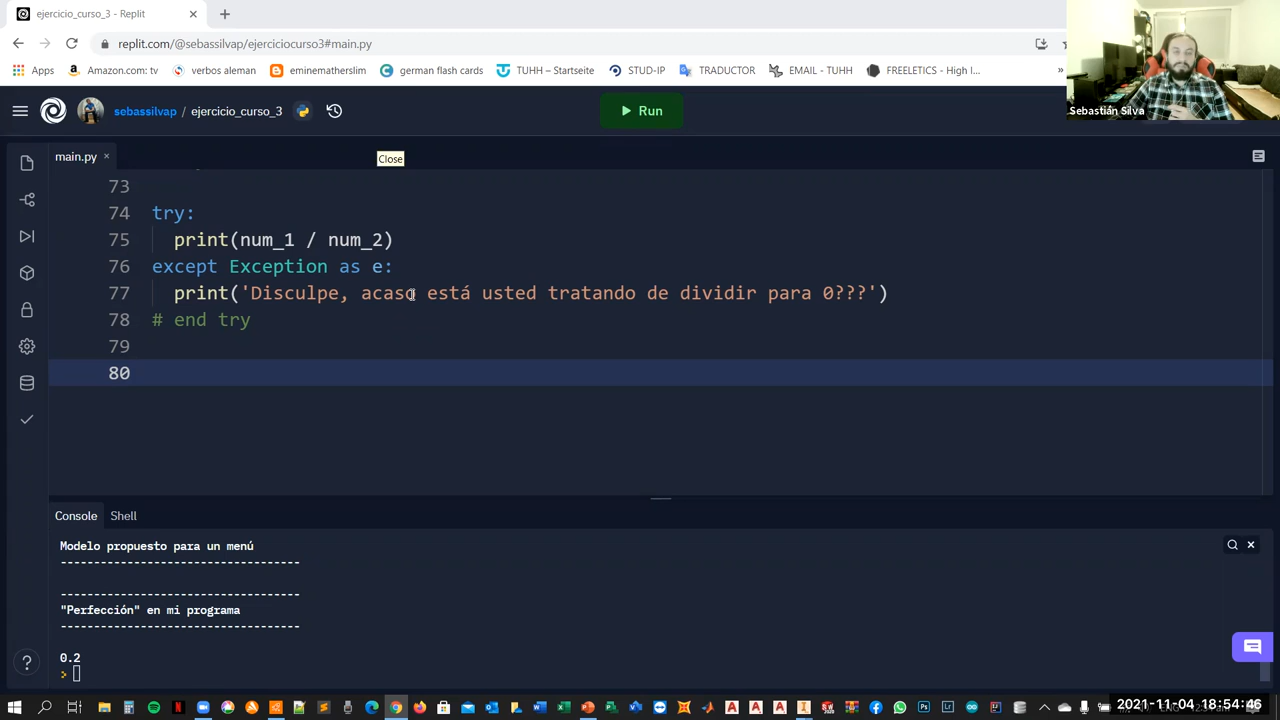 ejercicio_curso_3 - Replit
replit.com/@sebassilvap/ejerciciocurso3#main.py
Apps Amazon.com: tv verbos aleman eminematherslim german flash cards TUHH – Startseite STUD-IP TRADUCTOR EMAIL - TUHH FREELETICS - High I... »
Sebastián Silva
sebassilvap / ejercicio_curso_3 Run
main.py
Close
73
74 try:
75 print(num_1 / num_2)
76 except Exception as e:
77 print('Disculpe, acaso está usted tratando de dividir para 0???')
78 # end try
79
80
Console Shell
Modelo propuesto para un menú
-----------------------------------
-----------------------------------
"Perfección" en mi programa
-----------------------------------
0.2
>
2021-11-04 18:54:46